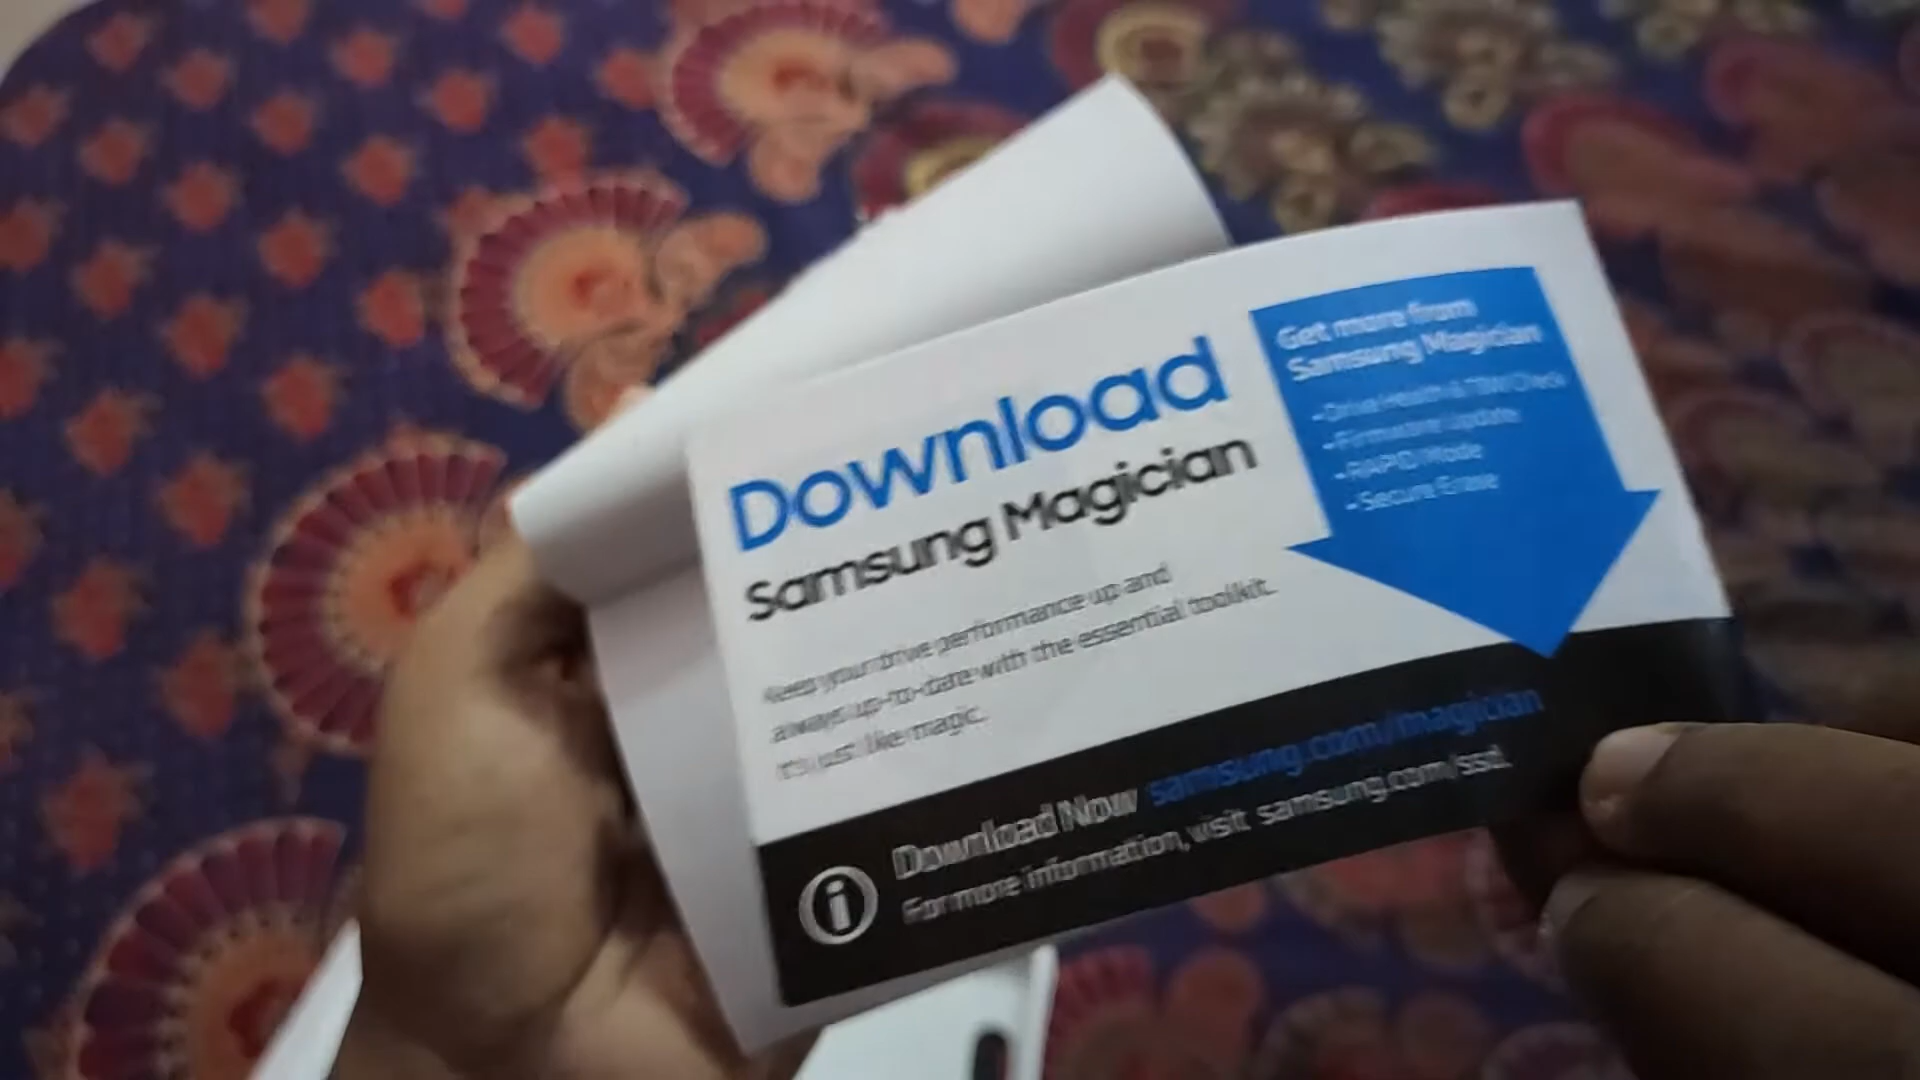 Download
Samsung Magician
Keep your drive performance up and
always up-to-date with the essential toolkit.
It's just like magic.
Get more from
Samsung Magician
•Drive Health & TBW Check
•Firmware Update
•RAPID Mode
•Secure Erase
Download Now samsung.com/magician
For more information, visit samsung.com/ssd.